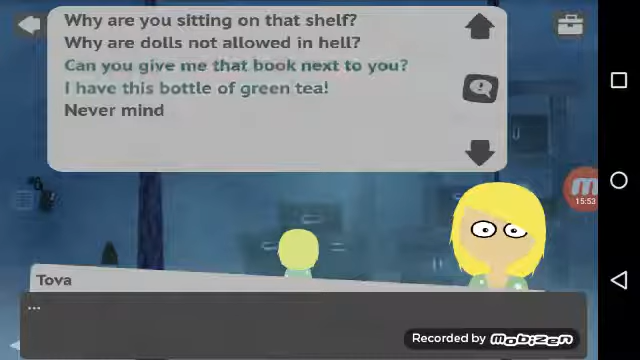 Why are you sitting on that shelf?
Why are dolls not allowed in hell?
Can you give me that book next to you?
I have this bottle of green tea!
Never mind
15:53
Tova
...
Recorded by mobizen